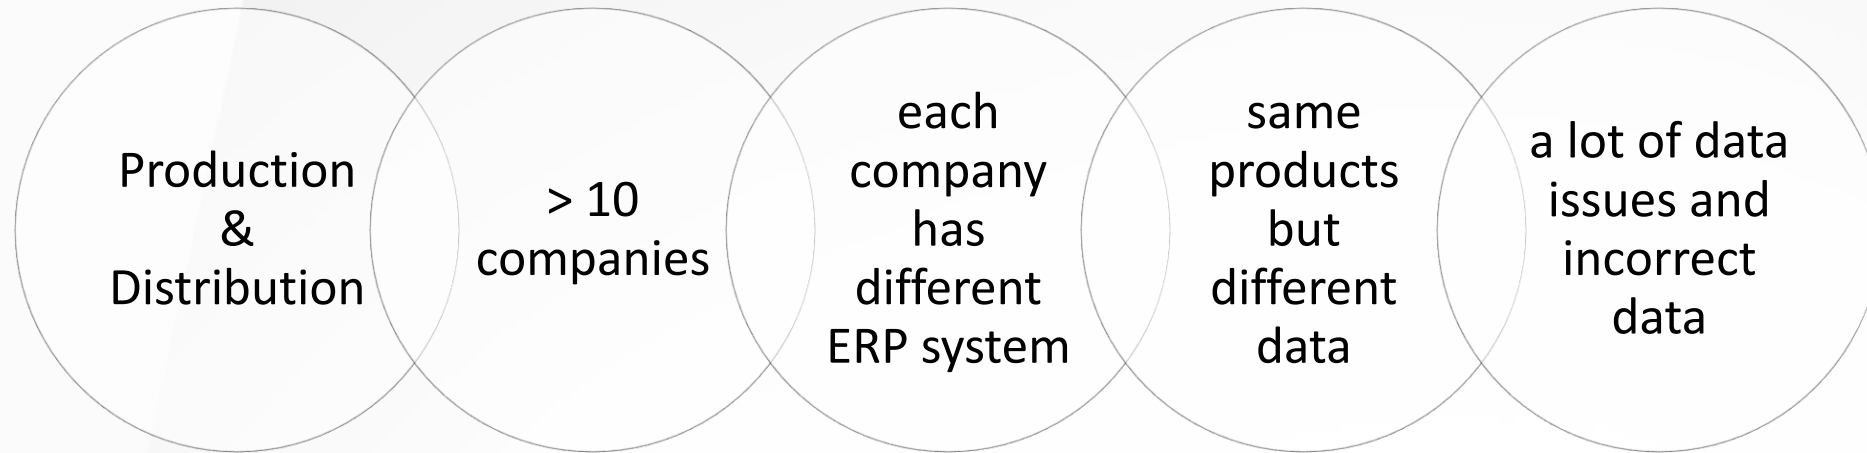 Production
&
Distribution
> 10
companies
each
company
has
different
ERP system
same
products
but
different
data
a lot of data
issues and
incorrect
data